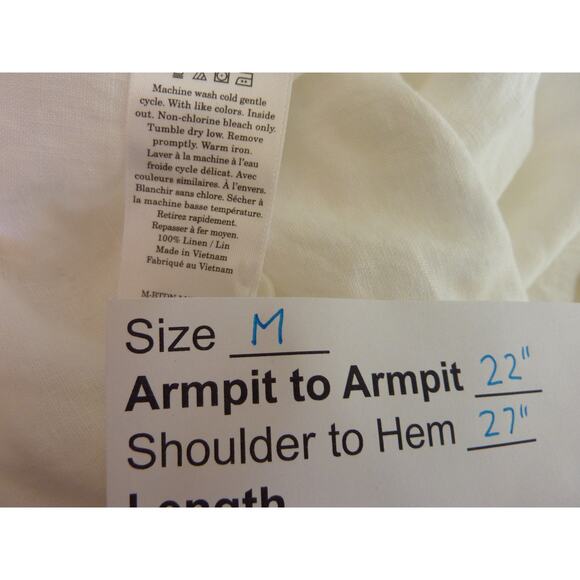 Machine wash cold gentle
cycle. With like colors. Inside
out. Non-chlorine bleach only.
Tumble dry low. Remove
promptly. Warm iron.
Laver à la machine à l'eau
froide cycle délicat. Avec
couleurs similaires. À l'envers.
Blanchir sans chlore. Sécher à
la machine basse température.
Retirez rapidement.
Repasser à fer moyen.
100% Linen / Lin
Made in Vietnam
Fabriqué au Vietnam
Size M
Armpit to Armpit 22"
Shoulder to Hem 27"
Length